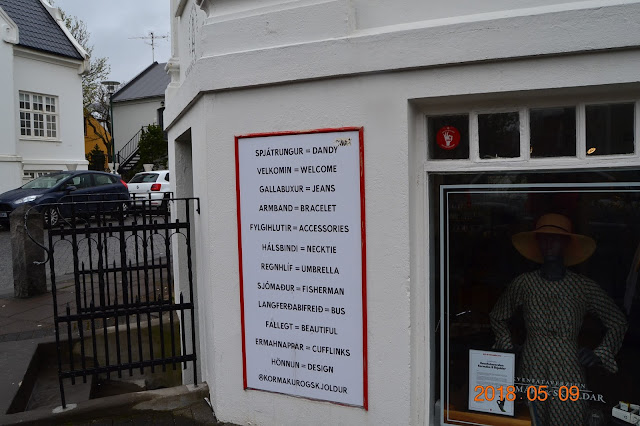 SPJÁTRUNGUR = DANDY
VELKOMIN = WELCOME
GALLABUXUR = JEANS
ARMBAND = BRACELET
FYLGIHLUTIR = ACCESSORIES
HÁLSBINDI = NECKTIE
REGNHLÍF = UMBRELLA
SJÓMAÐUR = FISHERMAN
LANGFERÐABIFREIÐ = BUS
FALLEGT = BEAUTIFUL
ERMAHNAPPAR = CUFFLINKS
HÖNNUN = DESIGN
@KORMAKUROGSKJOLDUR
2018 05 09